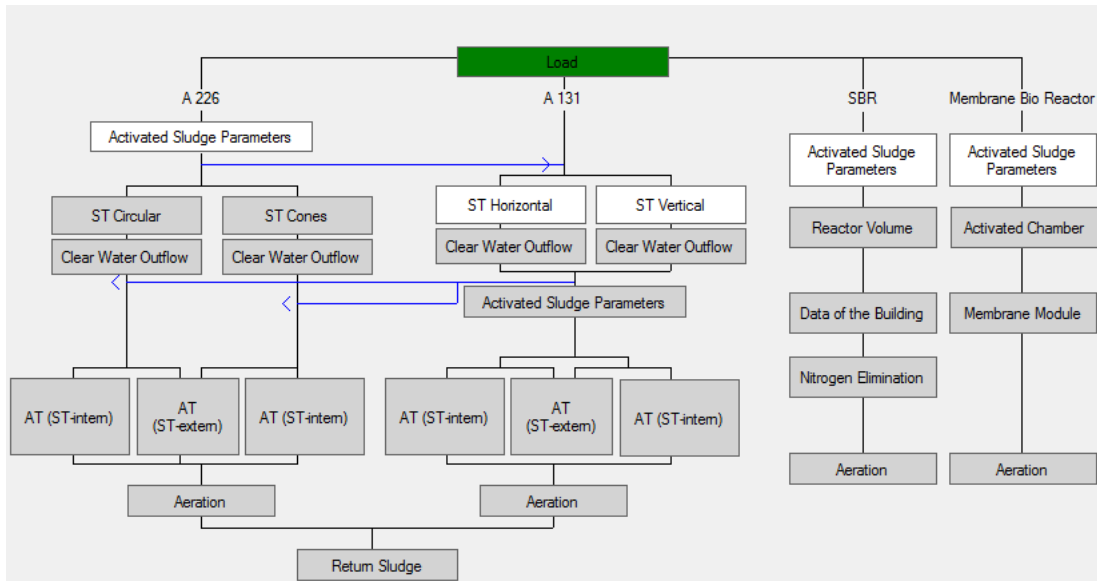 Load
A 226
A 131
SBR
Membrane Bio Reactor
Activated Sludge Parameters
Activated Sludge
Parameters
Activated Sludge
Parameters
ST Circular
ST Cones
ST Horizontal
ST Vertical
Reactor Volume
Activated Chamber
Clear Water Outflow
Clear Water Outflow
Clear Water Outflow
Clear Water Outflow
Activated Sludge Parameters
Data of the Building
Membrane Module
Nitrogen Elimination
AT (ST-intern)
AT
(ST-extern)
AT (ST-intern)
AT (ST-intern)
AT
(ST-extern)
AT (ST-intern)
Aeration
Aeration
Aeration
Aeration
Return Sludge